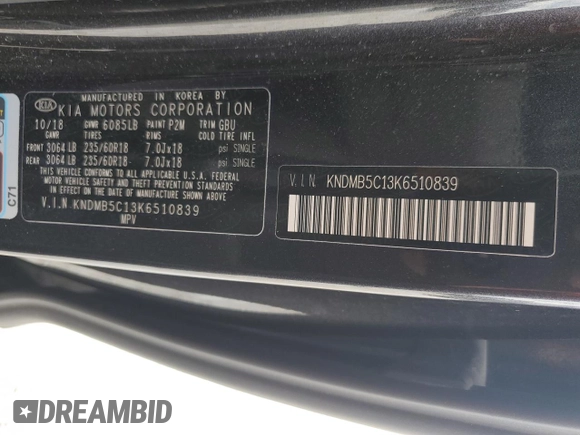 MANUFACTURED IN KOREA BY
KIA KIA MOTORS CORPORATION
10/18 GVWR 6085LB PAINT P2M TRIM GBU
GAWR TIRES RIMS COLD TIRE INFL
FRONT 3064 LB 235/60R18 7.0Jx18 psi SINGLE
REAR 3064 LB 235/60R18 7.0Jx18 psi SINGLE
THIS VEHICLE CONFORMS TO ALL APPLICABLE U.S.A. FEDERAL
MOTOR VEHICLE SAFETY AND THEFT PREVENTION STANDARDS IN
EFFECT ON THE DATE OF MANUFACTURE SHOWN ABOVE.
V.I.N. KNDMB5C13K6510839
MPV
V.I.N. KNDMB5C13K6510839
C71
DREAMBID